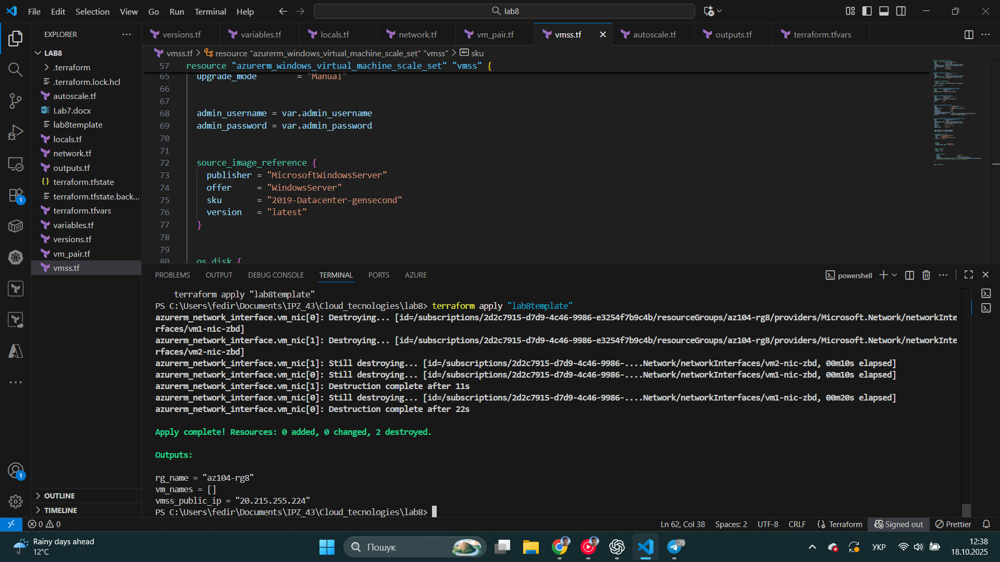 File Edit Selection View Go Run Terminal Help
lab8
EXPLORER
LAB8
.terraform
.terraform.lock.hcl
autoscale.tf
Lab7.docx
lab8template
locals.tf
network.tf
outputs.tf
terraform.tfstate
terraform.tfstate.back...
terraform.tfvars
variables.tf
versions.tf
vm_pair.tf
vmss.tf
OUTLINE
TIMELINE
versions.tf variables.tf locals.tf network.tf vm_pair.tf vmss.tf autoscale.tf outputs.tf terraform.tfvars
vmss.tf > resource "azurerm_windows_virtual_machine_scale_set" "vmss" > sku
57 resource "azurerm_windows_virtual_machine_scale_set" "vmss" {
65 upgrade_mode = "Manual"
66
67
68 admin_username = var.admin_username
69 admin_password = var.admin_password
70
71
72 source_image_reference {
73 publisher = "MicrosoftWindowsServer"
74 offer = "WindowsServer"
75 sku = "2019-Datacenter-gensecond"
76 version = "latest"
77 }
78
79
80 os_disk {
PROBLEMS OUTPUT DEBUG CONSOLE TERMINAL PORTS AZURE
powershell
terraform apply "lab8template"
PS C:\Users\fedir\Documents\IPZ_43\Cloud_tecnologies\lab8> terraform apply "lab8template"
azurerm_network_interface.vm_nic[0]: Destroying... [id=/subscriptions/2d2c7915-d7d9-4c46-9986-e3254f7b9c4b/resourceGroups/az104-rg8/providers/Microsoft.Network/networkInte
rfaces/vm1-nic-zbd]
azurerm_network_interface.vm_nic[1]: Destroying... [id=/subscriptions/2d2c7915-d7d9-4c46-9986-e3254f7b9c4b/resourceGroups/az104-rg8/providers/Microsoft.Network/networkInte
rfaces/vm2-nic-zbd]
azurerm_network_interface.vm_nic[1]: Still destroying... [id=/subscriptions/2d2c7915-d7d9-4c46-9986-....Network/networkInterfaces/vm2-nic-zbd, 00m10s elapsed]
azurerm_network_interface.vm_nic[0]: Still destroying... [id=/subscriptions/2d2c7915-d7d9-4c46-9986-....Network/networkInterfaces/vm1-nic-zbd, 00m10s elapsed]
azurerm_network_interface.vm_nic[1]: Destruction complete after 11s
azurerm_network_interface.vm_nic[0]: Still destroying... [id=/subscriptions/2d2c7915-d7d9-4c46-9986-....Network/networkInterfaces/vm1-nic-zbd, 00m20s elapsed]
azurerm_network_interface.vm_nic[0]: Destruction complete after 22s
Apply complete! Resources: 0 added, 0 changed, 2 destroyed.
Outputs:
rg_name = "az104-rg8"
vm_names = []
vmss_public_ip = "20.215.255.224"
PS C:\Users\fedir\Documents\IPZ_43\Cloud_tecnologies\lab8>
1
1
0 0
Ln 62, Col 38 Spaces: 2 UTF-8 CRLF Terraform Signed out Prettier
Rainy days ahead
12°C
Пошук
75
УКР
12:38
18.10.2025